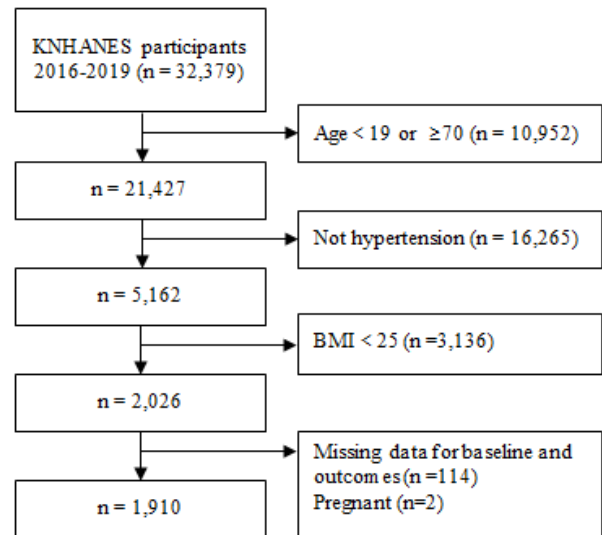 KNHANES participants
2016-2019 (n = 32,379)
Age < 19 or ≥70 (n = 10,952)
n = 21,427
Not hypertension (n = 16,265)
n = 5,162
BMI < 25 (n =3,136)
n = 2,026
Missing data for baseline and
outcomes (n =114)
Pregnant (n=2)
n = 1,910